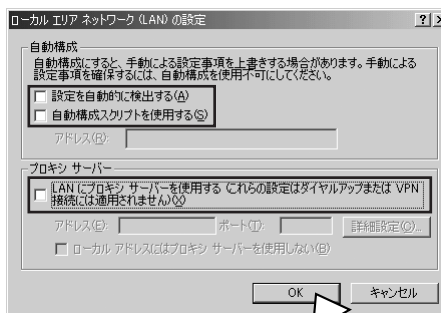 ローカル エリア ネットワーク (LAN) の設定
自動構成
自動構成にすると、手動による設定事項を上書きする場合があります。手動による
設定事項を確保するには、自動構成を使用不可にしてください。
設定を自動的に検出する(A)
自動構成スクリプトを使用する(S)
アドレス(R):
プロキシ サーバー
LAN にプロキシ サーバーを使用する (これらの設定はダイヤルアップまたは VPN
接続には適用されません)(X)
アドレス(E):
ポート(T):
詳細設定(C)...
ローカル アドレスにはプロキシ サーバーを使用しない(B)
OK
キャンセル